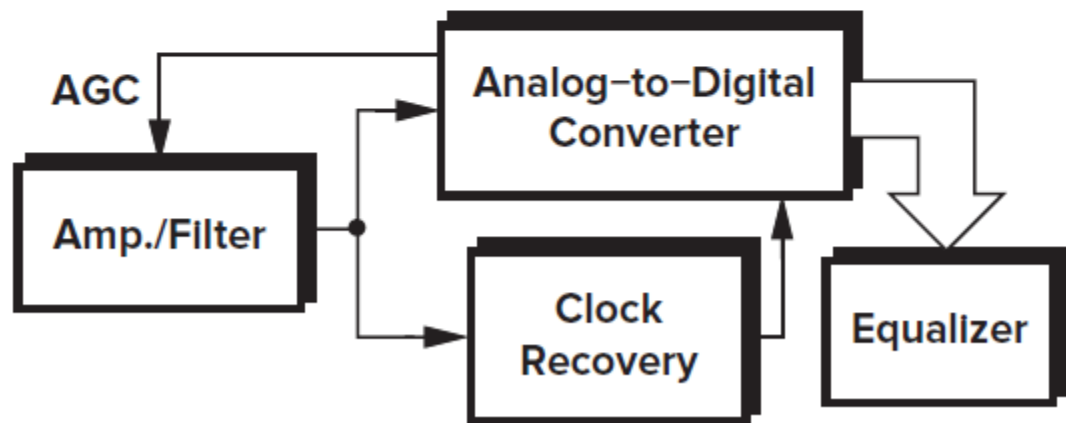 AGC
Analog-to-Digital
Converter
Amp./Filter
Clock
Recovery
Equalizer